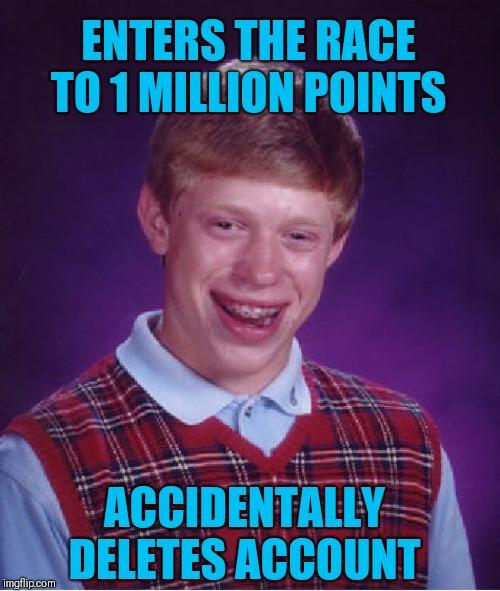 ENTERS THE RACE
TO 1 MILLION POINTS
ACCIDENTALLY
DELETES ACCOUNT
imgflip.com